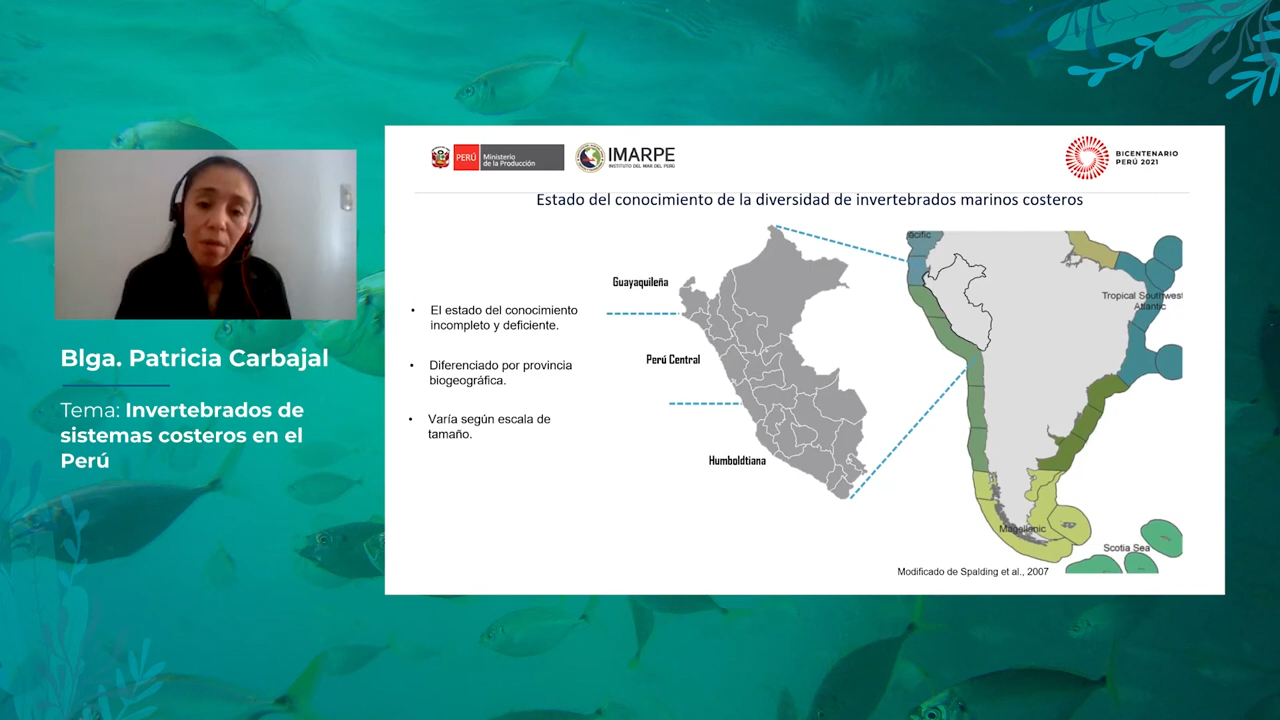 PERÚ
Ministerio
de la Producción
IMARPE
INSTITUTO DEL MAR DEL PERÚ
BICENTENARIO
PERÚ 2021
Estado del conocimiento de la diversidad de invertebrados marinos costeros
• El estado del conocimiento
incompleto y deficiente.
• Diferenciado por provincia
biogeográfica.
• Varía según escala de
tamaño.
Guayaquileña
Perú Central
Humboldtiana
Tropical Southwest
Atlantic
Magellenic
Scotia Sea
Modificado de Spalding et al., 2007
Blga. Patricia Carbajal
Tema: Invertebrados de
sistemas costeros en el
Perú